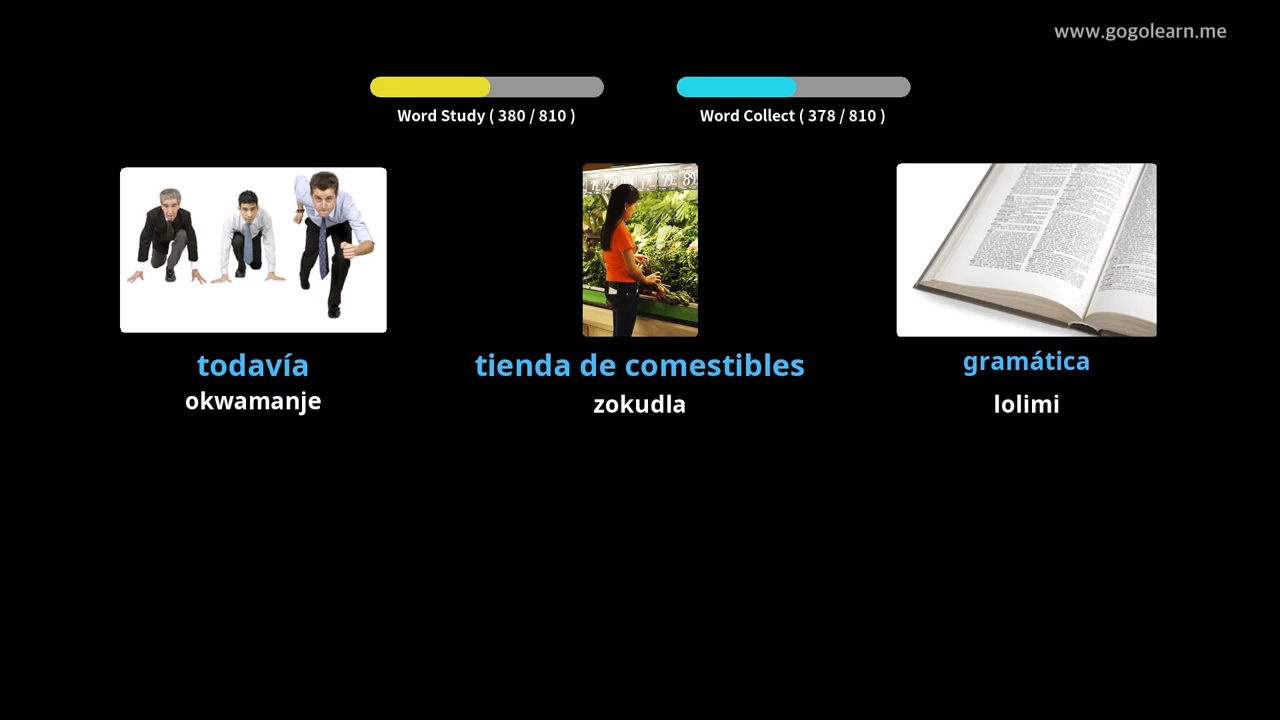 www.gogolearn.me
Word Study ( 380 / 810 )
Word Collect ( 378 / 810 )
todavía
tienda de comestibles
gramática
okwamanje
zokudla
lolimi